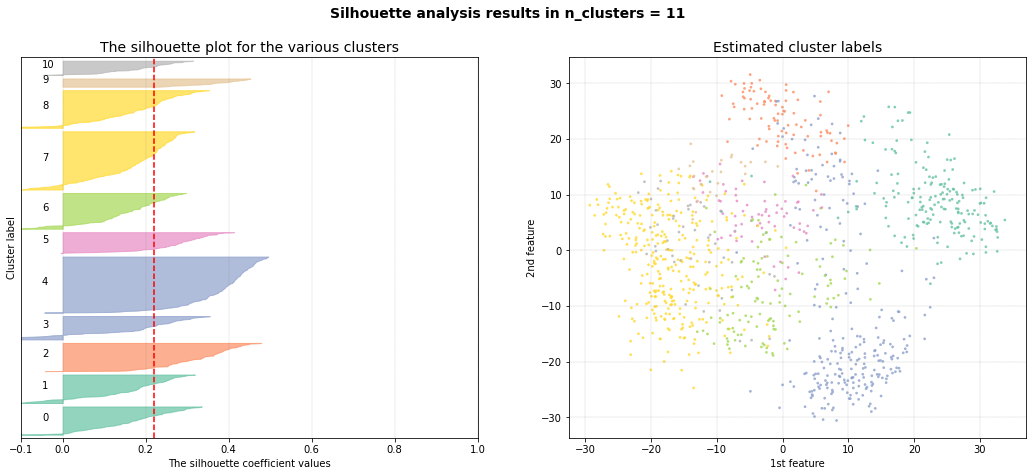 Silhouette analysis results in n_clusters = 11
The silhouette plot for the various clusters
Cluster label
10
9
8
7
6
5
4
3
2
1
0
−0.1 0.0 0.2 0.4 0.6 0.8 1.0
The silhouette coefficient values
Estimated cluster labels
2nd feature
30
20
10
0
−10
−20
−30
−30 −20 −10 0 10 20 30
1st feature